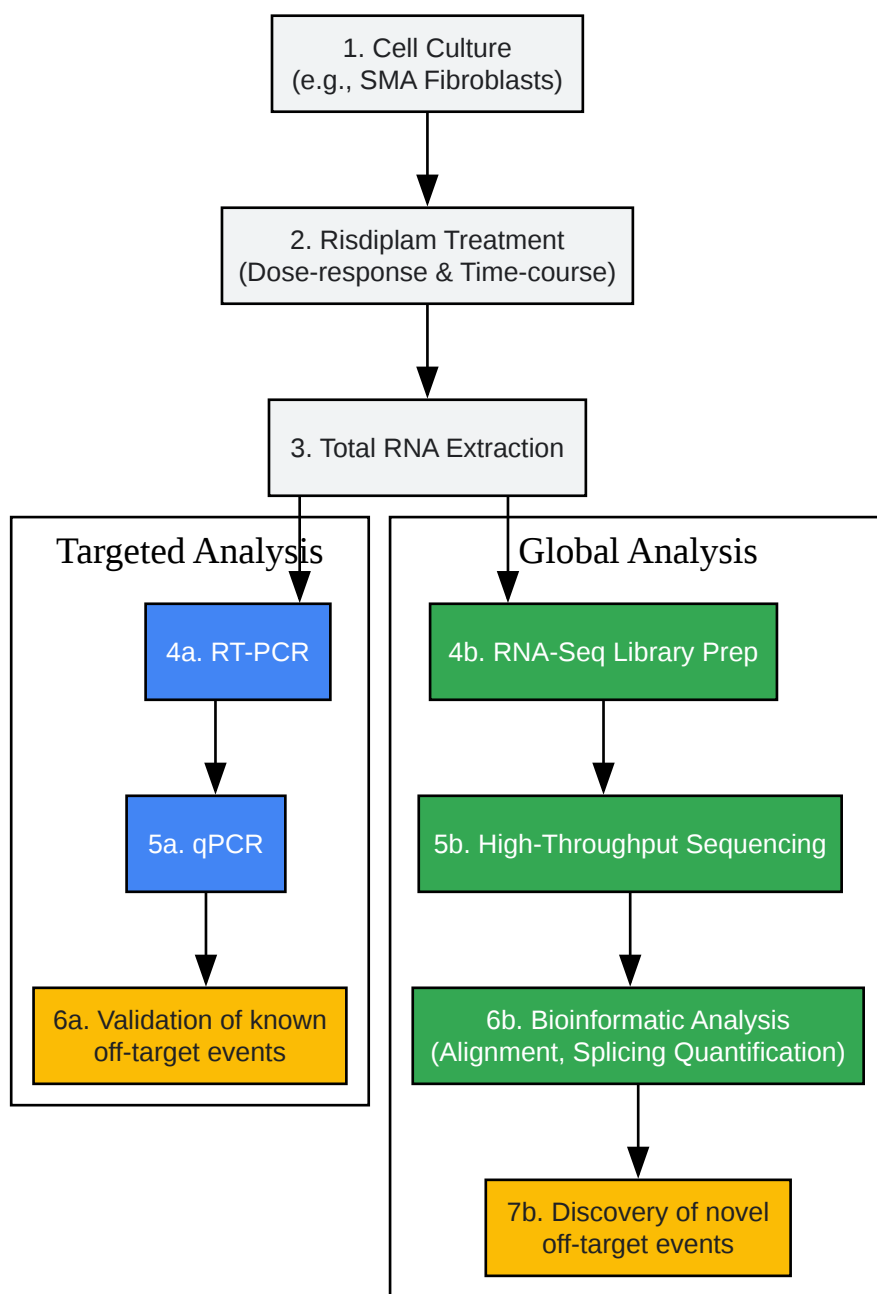 1. Cell Culture
(e.g., SMA Fibroblasts)
2. Risdiplam Treatment
(Dose-response & Time-course)
3. Total RNA Extraction
Targeted Analysis
4a. RT-PCR
5a. qPCR
6a. Validation of known
off-target events
Global Analysis
4b. RNA-Seq Library Prep
5b. High-Throughput Sequencing
6b. Bioinformatic Analysis
(Alignment, Splicing Quantification)
7b. Discovery of novel
off-target events